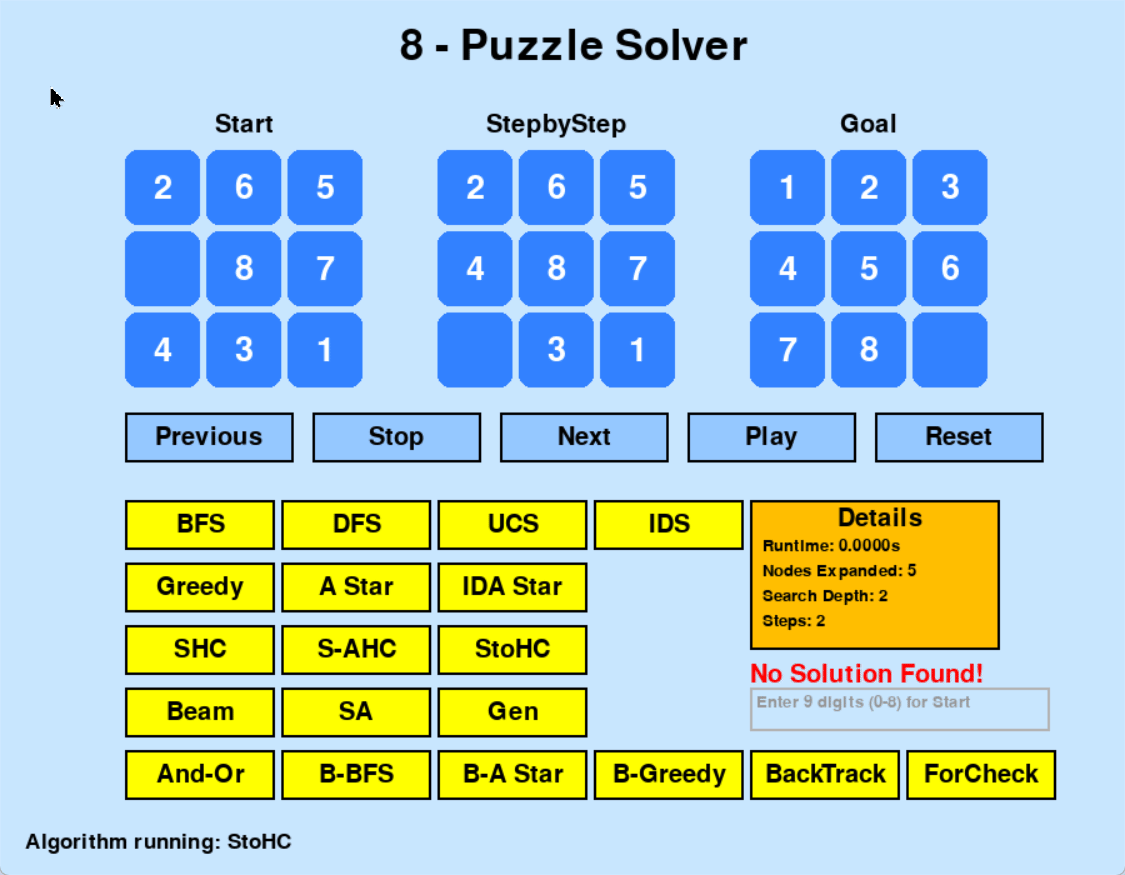 8 - Puzzle Solver
Start StepbyStep Goal
2 6 5 2 6 5 1 2 3
8 7 4 8 7 4 5 6
4 3 1 3 1 7 8
Previous Stop Next Play Reset
BFS DFS UCS IDS
Details
Runtime: 0.0000s
Nodes Expanded: 5
Search Depth: 2
Steps: 2
Greedy A Star IDA Star
SHC S-AHC StoHC
No Solution Found!
Enter 9 digits (0-8) for Start
Beam SA Gen
And-Or B-BFS B-A Star B-Greedy BackTrack ForCheck
Algorithm running: StoHC